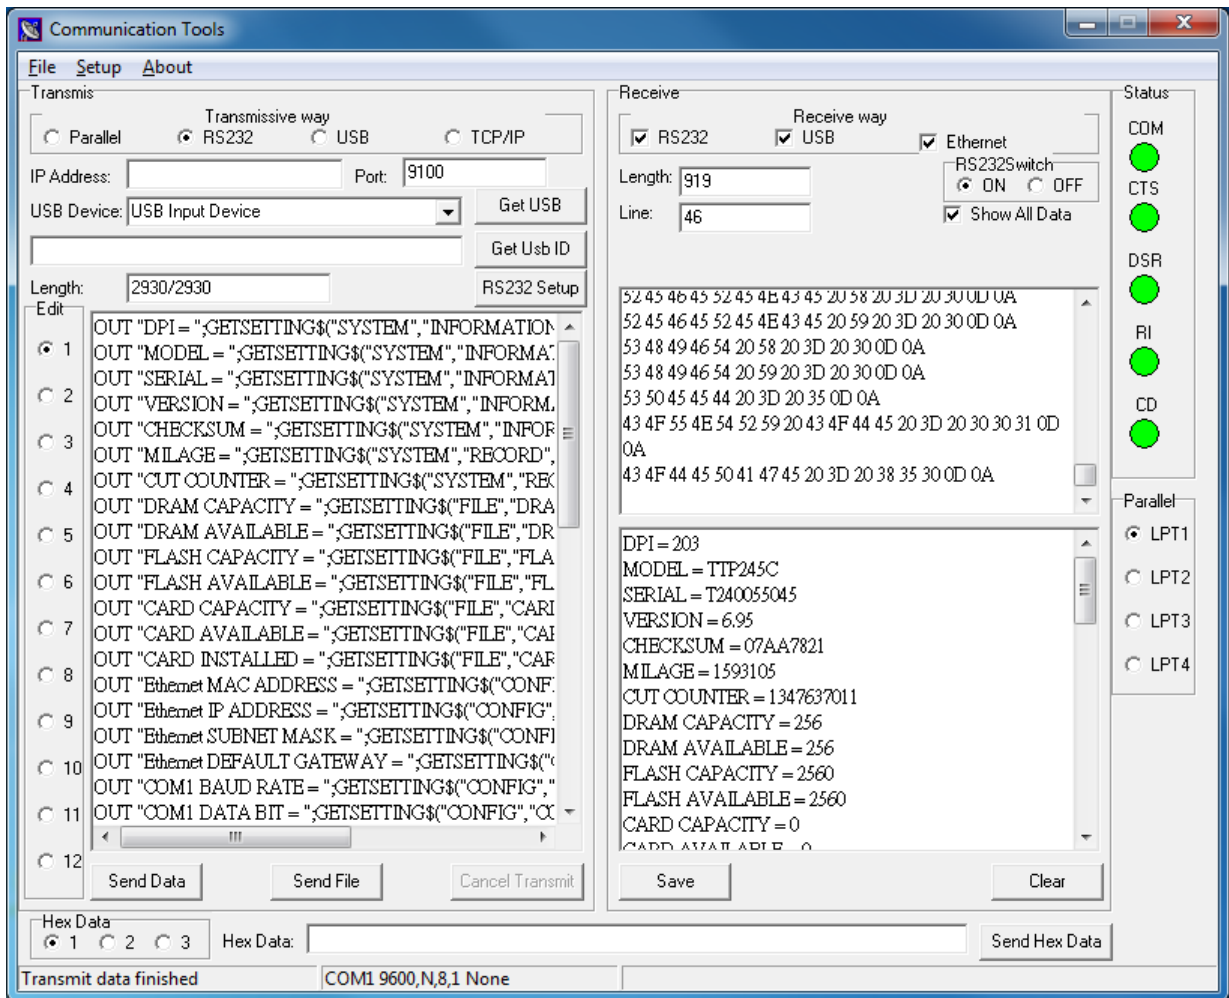 Communication Tools
File Setup About
Transmis
Transmissive way
Parallel RS232 USB TCP/IP
IP Address: Port: 9100
USB Device: USB Input Device Get USB
Get Usb ID
Length: 2930/2930 RS232 Setup
Edit
1
2
3
4
5
6
7
8
9
10
11
12
OUT "DPI = ";GETSETTING$("SYSTEM","INFORMATION
OUT "MODEL = ";GETSETTING$("SYSTEM","INFORMAT
OUT "SERIAL = ";GETSETTING$("SYSTEM","INFORMAT
OUT "VERSION = ";GETSETTING$("SYSTEM","INFORM
OUT "CHECKSUM = ";GETSETTING$("SYSTEM","INFOR
OUT "MILAGE = ";GETSETTING$("SYSTEM","RECORD",
OUT "CUT COUNTER = ";GETSETTING$("SYSTEM","REC
OUT "DRAM CAPACITY = ";GETSETTING$("FILE","DRA
OUT "DRAM AVAILABLE = ";GETSETTING$("FILE","DR
OUT "FLASH CAPACITY = ";GETSETTING$("FILE","FLA
OUT "FLASH AVAILABLE = ";GETSETTING$("FILE","FL
OUT "CARD CAPACITY = ";GETSETTING$("FILE","CARI
OUT "CARD AVAILABLE = ";GETSETTING$("FILE","CAI
OUT "CARD INSTALLED = ";GETSETTING$("FILE","CAR
OUT "Ethernet MAC ADDRESS = ";GETSETTING$("CONF
OUT "Ethernet IP ADDRESS = ";GETSETTING$("CONFIG",
OUT "Ethernet SUBNET MASK = ";GETSETTING$("CONFI
OUT "Ethernet DEFAULT GATEWAY = ";GETSETTING$("
OUT "COM1 BAUD RATE = ";GETSETTING$("CONFIG","
OUT "COM1 DATA BIT = ";GETSETTING$("CONFIG","CC
Send Data Send File Cancel Transmit
Receive
Receive way
RS232 USB Ethernet
Length: 919
RS232Switch
ON OFF
Line: 46
Show All Data
52 45 46 45 52 45 4E 43 45 20 58 20 3D 20 30 0D 0A
52 45 46 45 52 45 4E 43 45 20 59 20 3D 20 30 0D 0A
53 48 49 46 54 20 58 20 3D 20 30 0D 0A
53 48 49 46 54 20 59 20 3D 20 30 0D 0A
53 50 45 45 44 20 3D 20 35 0D 0A
43 4F 55 4E 54 52 59 20 43 4F 44 45 20 3D 20 30 30 31 0D
0A
43 4F 44 45 50 41 47 45 20 3D 20 38 35 30 0D 0A
DPI = 203
MODEL = TTP245C
SERIAL = T240055045
VERSION = 6.95
CHECKSUM = 07AA7821
MILAGE = 1593105
CUT COUNTER = 1347637011
DRAM CAPACITY = 256
DRAM AVAILABLE = 256
FLASH CAPACITY = 2560
FLASH AVAILABLE = 2560
CARD CAPACITY = 0
CARD AVAILABLE = 0
Save Clear
Status
COM
CTS
DSR
RI
CD
Parallel
LPT1
LPT2
LPT3
LPT4
Hex Data
1 2 3 Hex Data: Send Hex Data
Transmit data finished COM1 9600,N,8,1 None